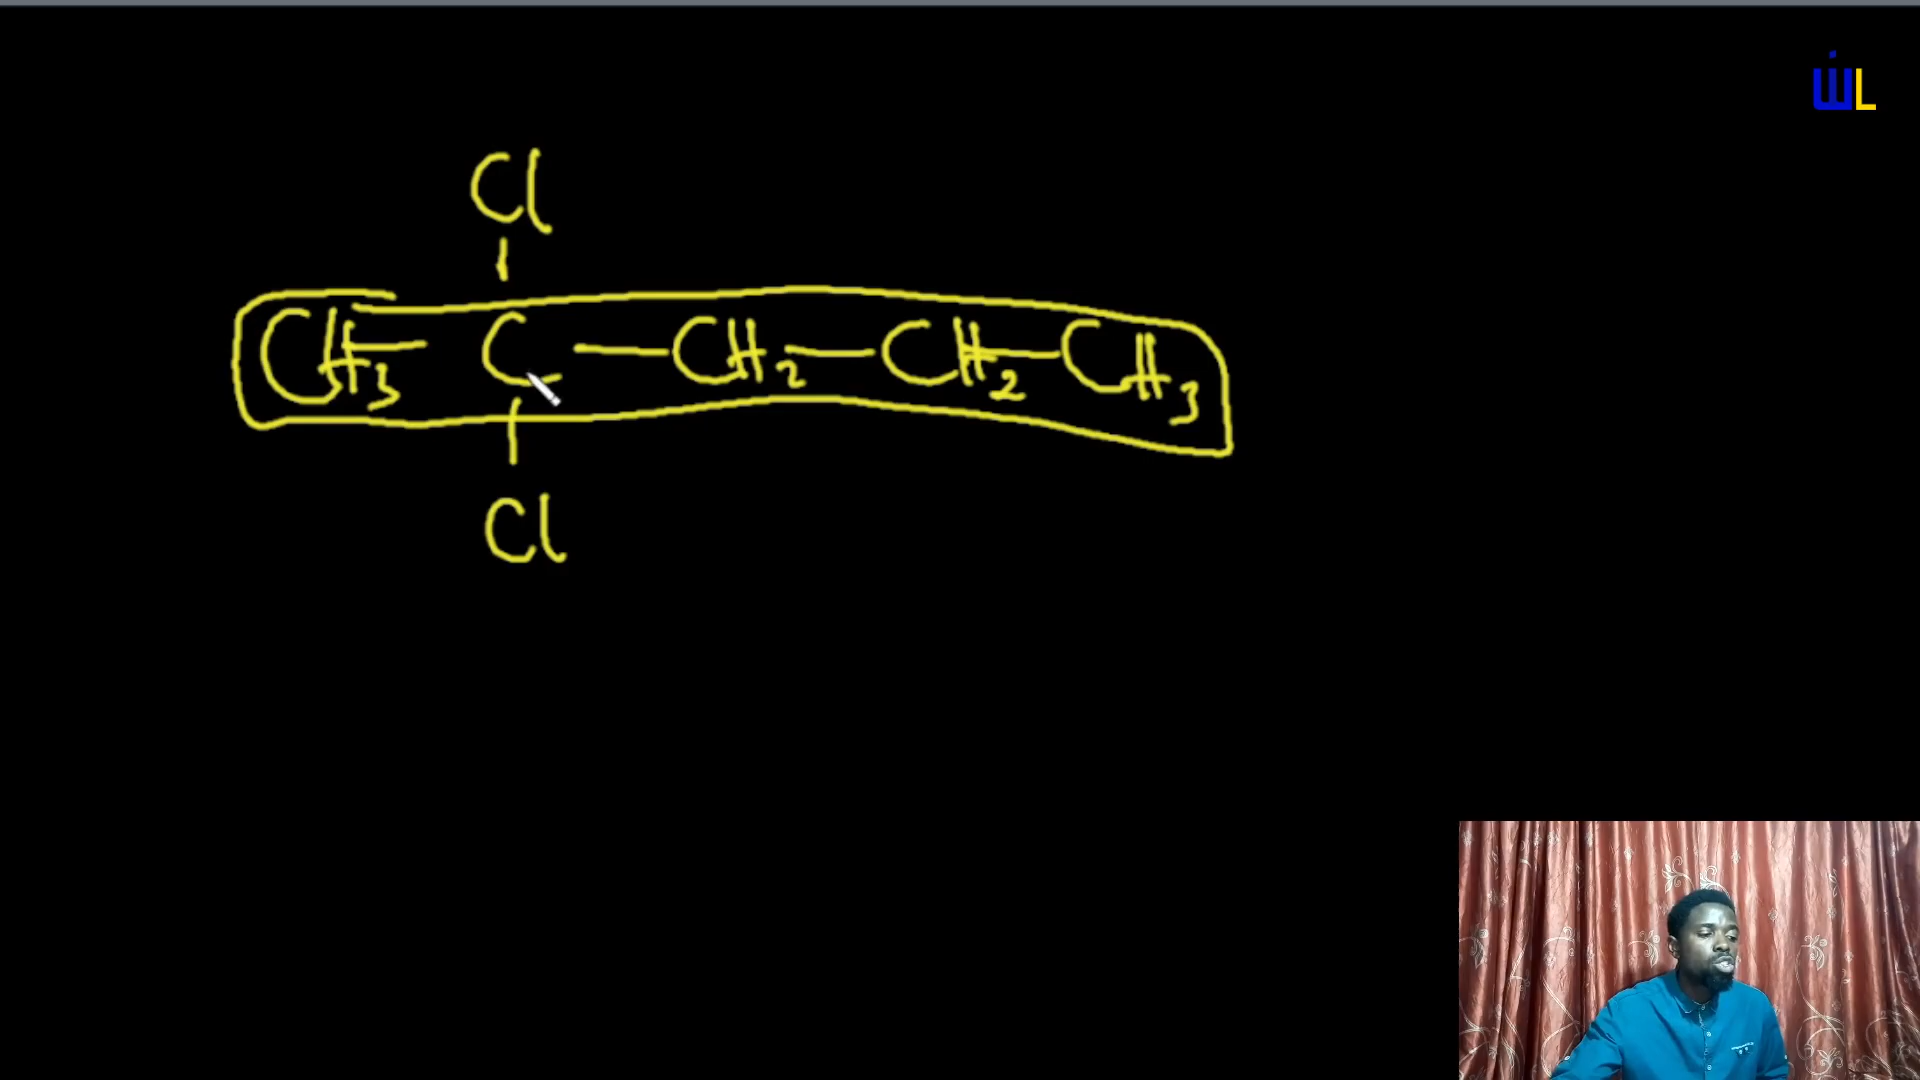 WL
Cl
CH3 — C — CH2 — CH2 — CH3
Cl